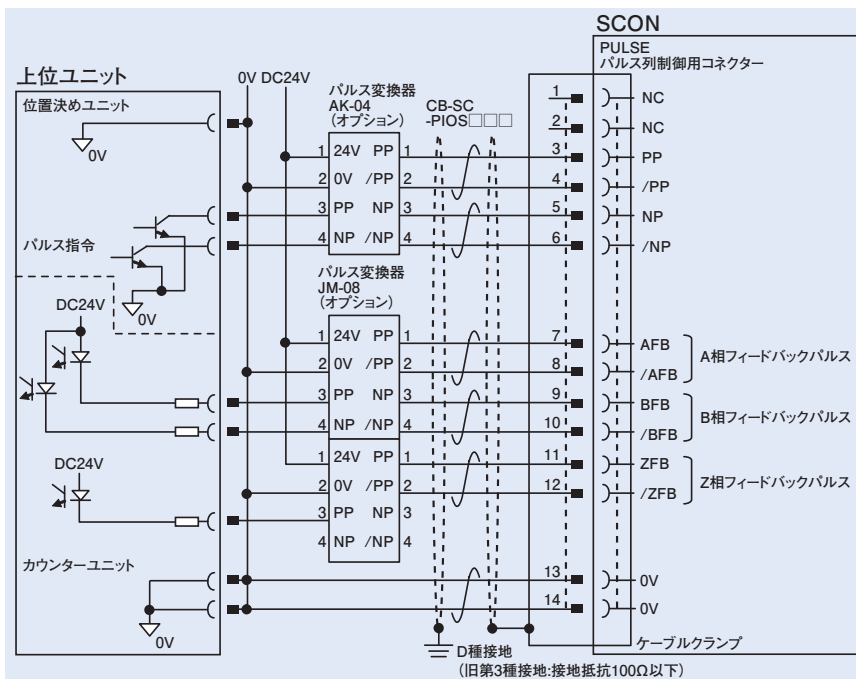 SCON
PULSE
パルス列制御用コネクター
上位ユニット
位置決めユニット
0V DC24V
パルス変換器
AK-04
(オプション)
CB-SC
-PIOS□□□
1 NC
2 NC
0V
1 24V PP 1 3 PP
2 0V /PP 2 4 /PP
3 PP NP 3 5 NP
4 NP /NP 4 6 /NP
パルス指令
パルス変換器
JM-08
(オプション)
DC24V
0V
1 24V PP 1 7 AFB
2 0V /PP 2 8 /AFB
A相フィードバックパルス
3 PP NP 3 9 BFB
4 NP /NP 4 10 /BFB
B相フィードバックパルス
DC24V
1 24V PP 1 11 ZFB
2 0V /PP 2 12 /ZFB
Z相フィードバックパルス
3 PP NP 3
4 NP /NP 4
カウンターユニット
13 0V
14 0V
0V
ケーブルクランプ
D種接地
(旧第3種接地:接地抵抗100Ω以下)